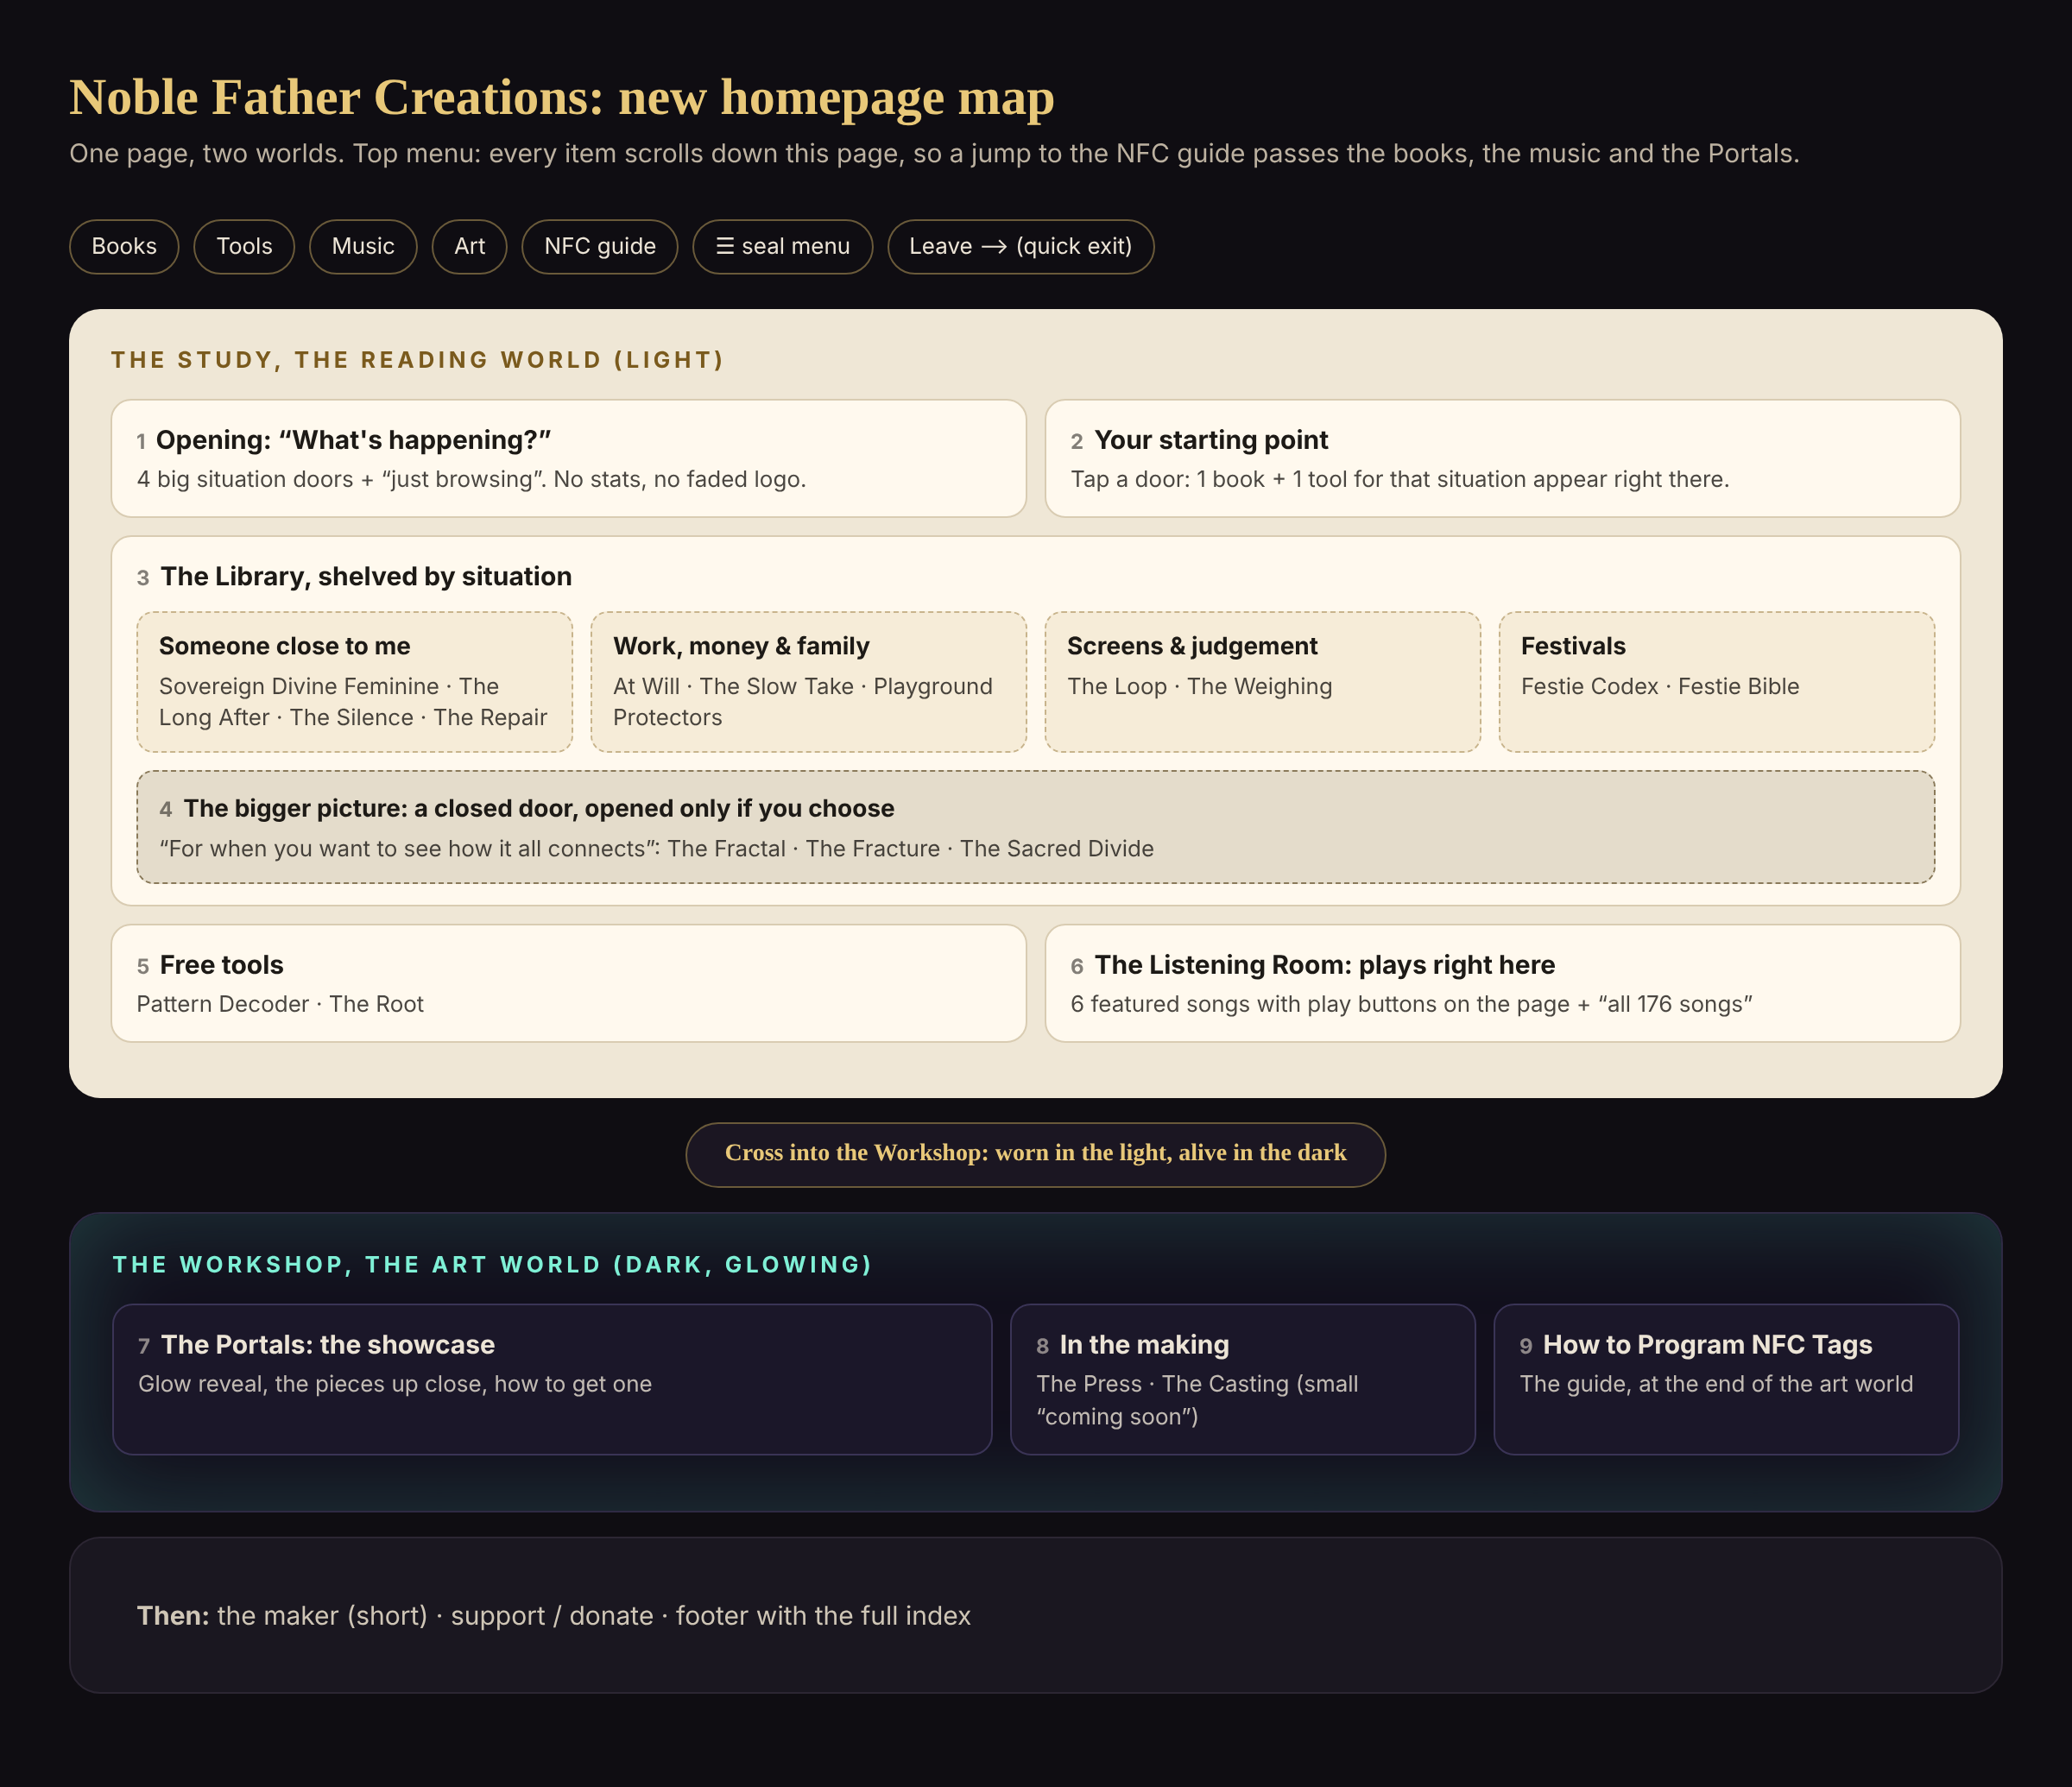 Noble Father Creations: new homepage map
One page, two worlds. Top menu: every item scrolls down this page, so a jump to the NFC guide passes the books, the music and the Portals.
Books
Tools
Music
Art
NFC guide
☰ seal menu
Leave → (quick exit)
THE STUDY, THE READING WORLD (LIGHT)
1 Opening: “What's happening?”
4 big situation doors + “just browsing”. No stats, no faded logo.
2 Your starting point
Tap a door: 1 book + 1 tool for that situation appear right there.
3 The Library, shelved by situation
Someone close to me
Sovereign Divine Feminine · The
Long After · The Silence · The Repair
Work, money & family
At Will · The Slow Take · Playground
Protectors
Screens & judgement
The Loop · The Weighing
Festivals
Festie Codex · Festie Bible
4 The bigger picture: a closed door, opened only if you choose
“For when you want to see how it all connects”: The Fractal · The Fracture · The Sacred Divide
5 Free tools
Pattern Decoder · The Root
6 The Listening Room: plays right here
6 featured songs with play buttons on the page + “all 176 songs”
Cross into the Workshop: worn in the light, alive in the dark
THE WORKSHOP, THE ART WORLD (DARK, GLOWING)
7 The Portals: the showcase
Glow reveal, the pieces up close, how to get one
8 In the making
The Press · The Casting (small
“coming soon”)
9 How to Program NFC Tags
The guide, at the end of the art world
Then: the maker (short) · support / donate · footer with the full index